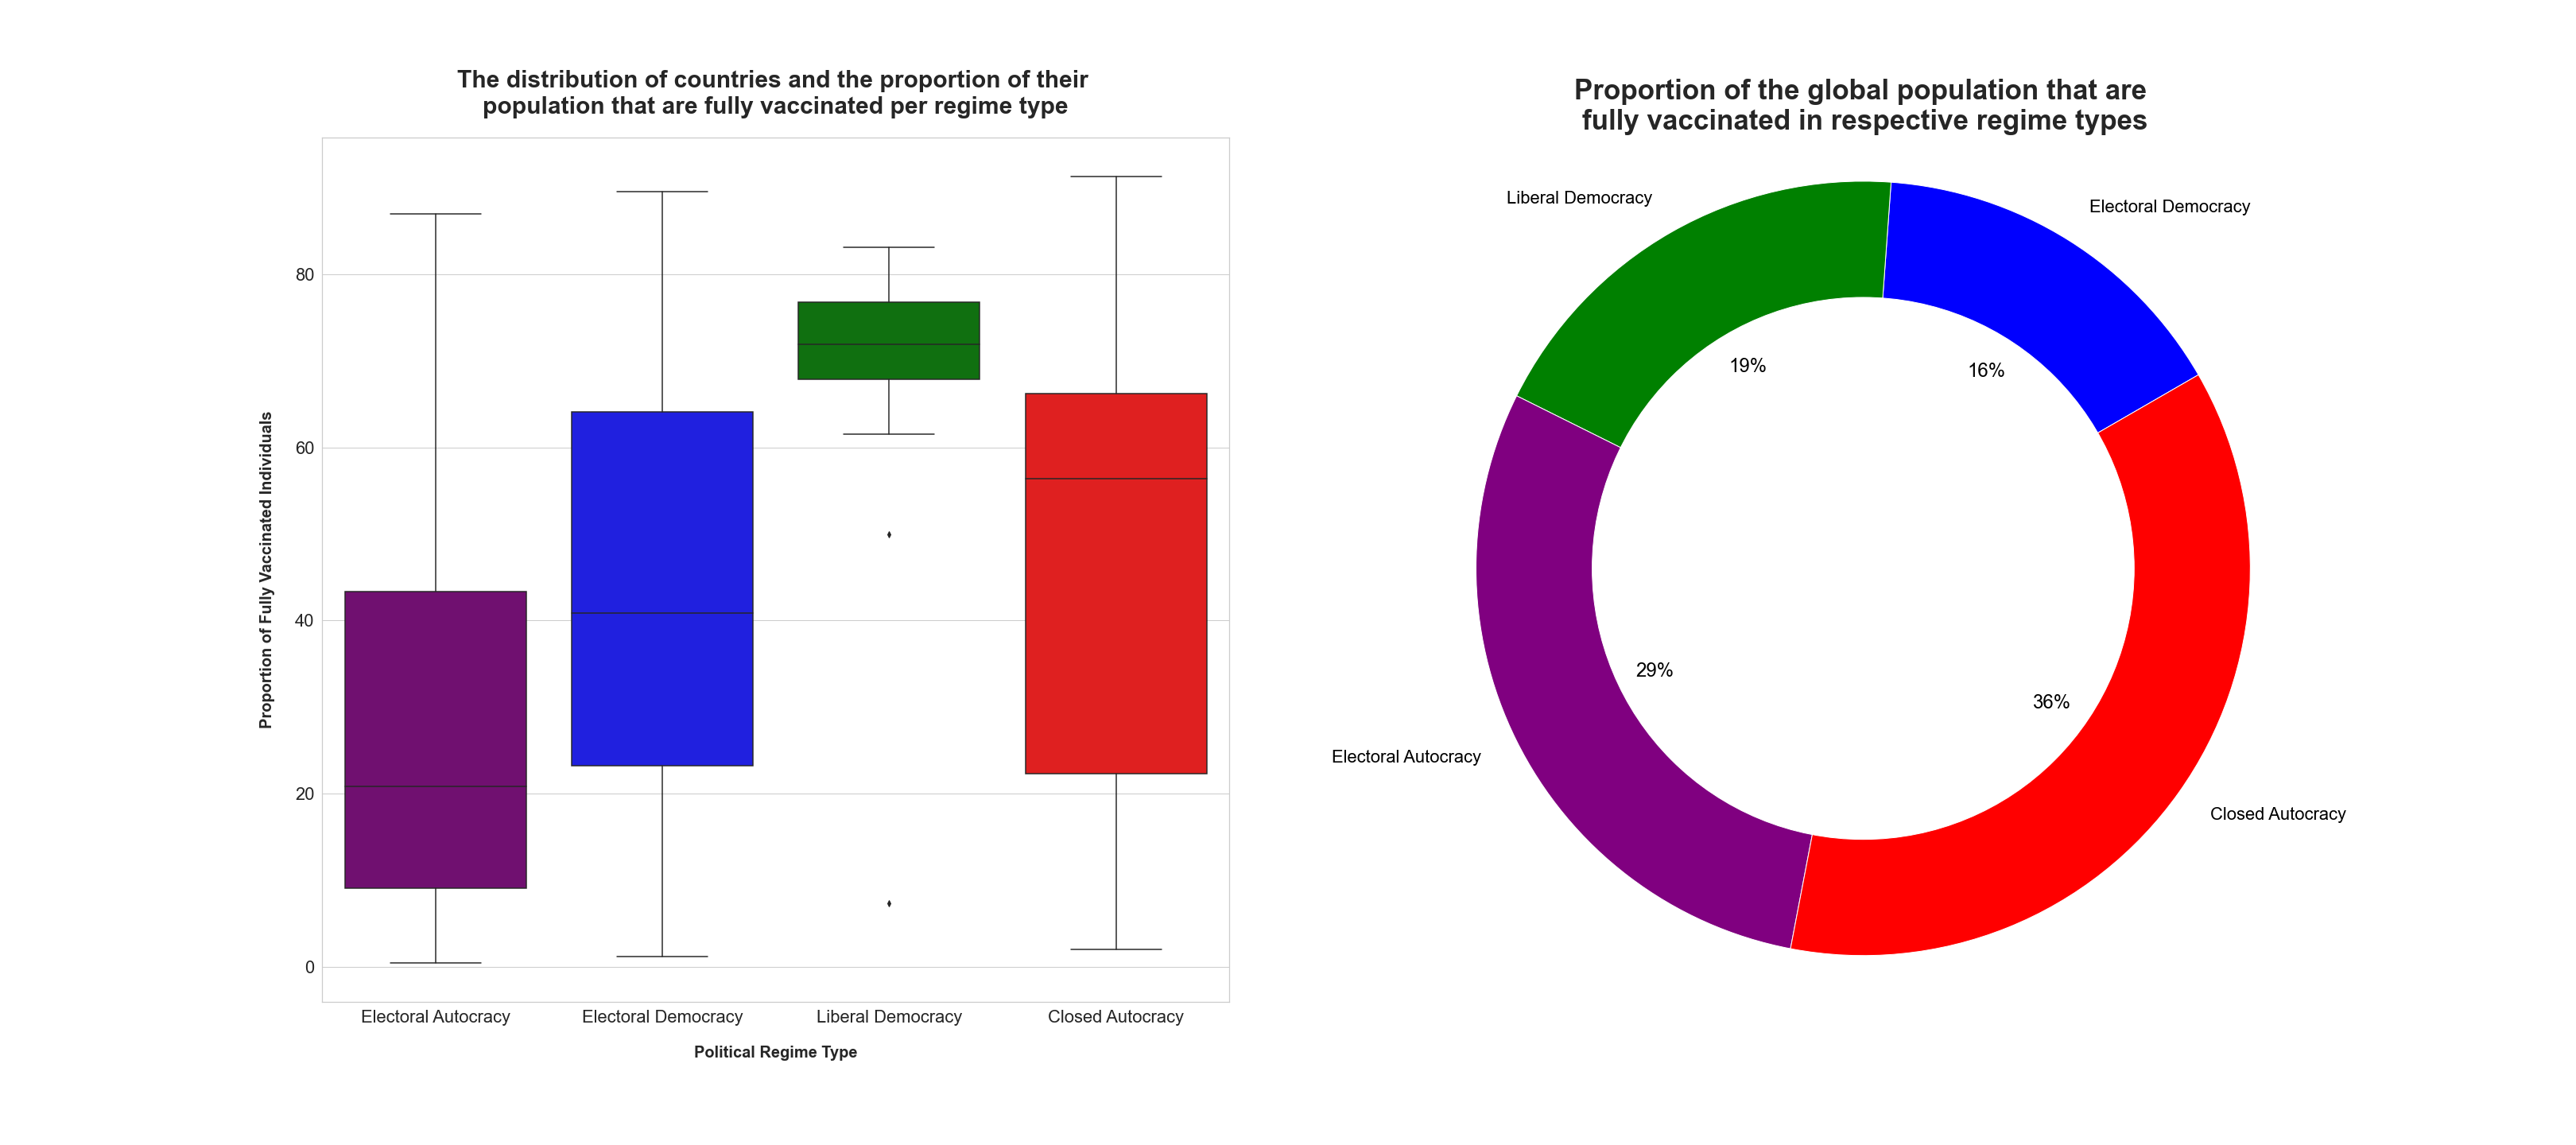 The distribution of countries and the proportion of their
population that are fully vaccinated per regime type
Proportion of Fully Vaccinated Individuals
80
60
40
20
0
Electoral Autocracy
Electoral Democracy
Liberal Democracy
Closed Autocracy
Political Regime Type
Proportion of the global population that are
fully vaccinated in respective regime types
Liberal Democracy
Electoral Democracy
19%
16%
29%
36%
Electoral Autocracy
Closed Autocracy